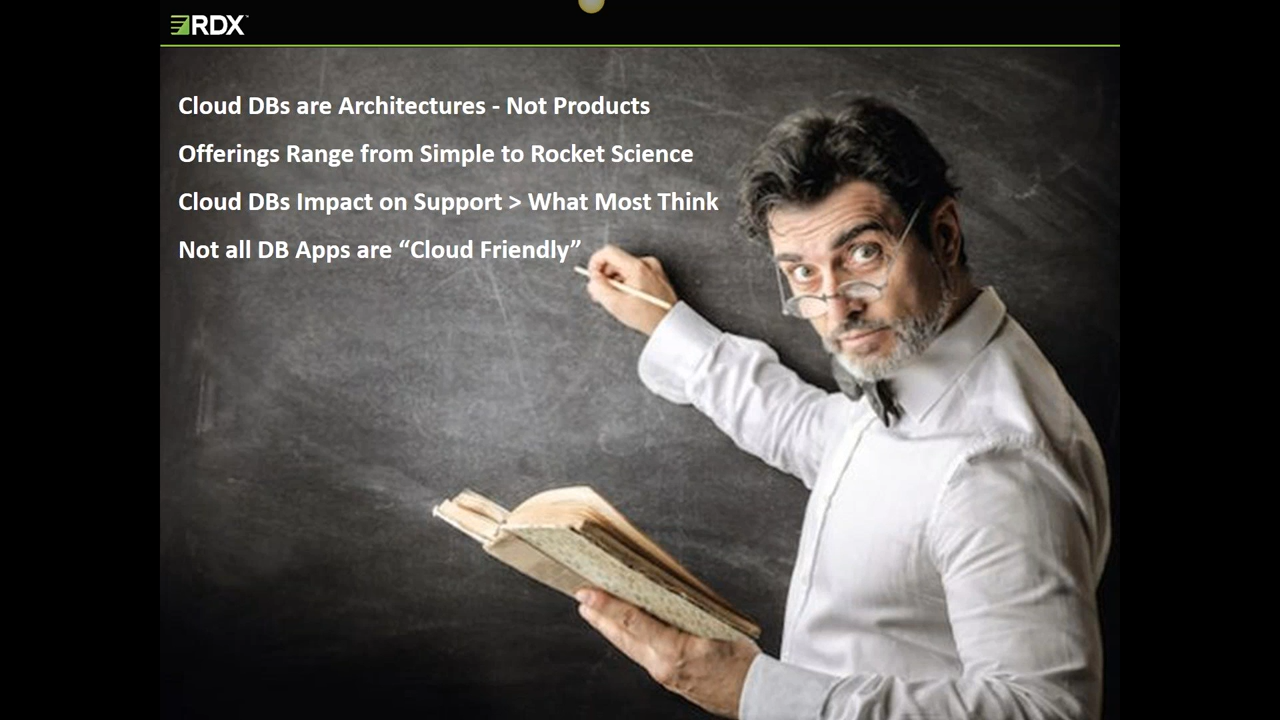 RDX
Cloud DBs are Architectures - Not Products
Offerings Range from Simple to Rocket Science
Cloud DBs Impact on Support > What Most Think
Not all DB Apps are “Cloud Friendly”